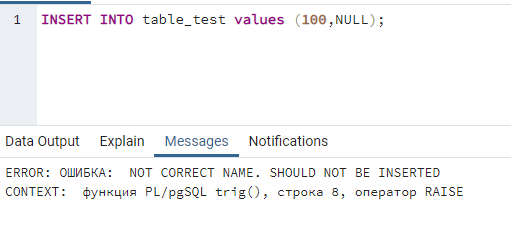 1 INSERT INTO table_test values (100,NULL);
Data Output Explain Messages Notifications
ERROR: ОШИБКА:  NOT CORRECT NAME. SHOULD NOT BE INSERTED
CONTEXT:  функция PL/pgSQL trig(), строка 8, оператор RAISE